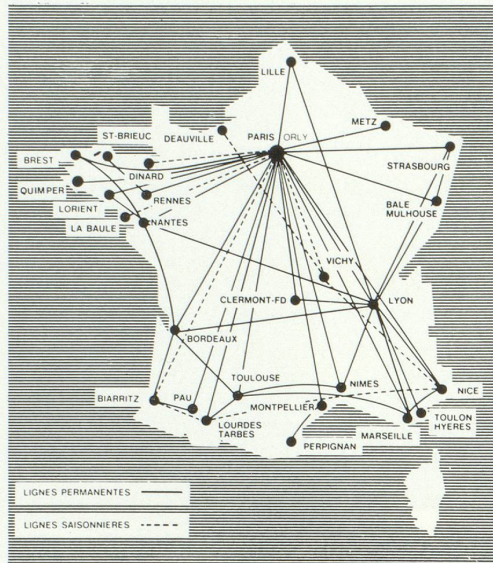 LILLE
METZ
ST-BRIEUC
DEAUVILLE
PARIS ORLY
BREST
STRASBOURG
DINARD
QUIMPER
RENNES
BALE
MULHOUSE
LORIENT
LA BAULE
NANTES
VICHY
CLERMONT-FD
LYON
BORDEAUX
TOULOUSE
NIMES
NICE
BIARRITZ
PAU
MONTPELLIER
LOURDES
TARBES
TOULON
HYERES
MARSEILLE
PERPIGNAN
LIGNES PERMANENTES
LIGNES SAISONNIERES